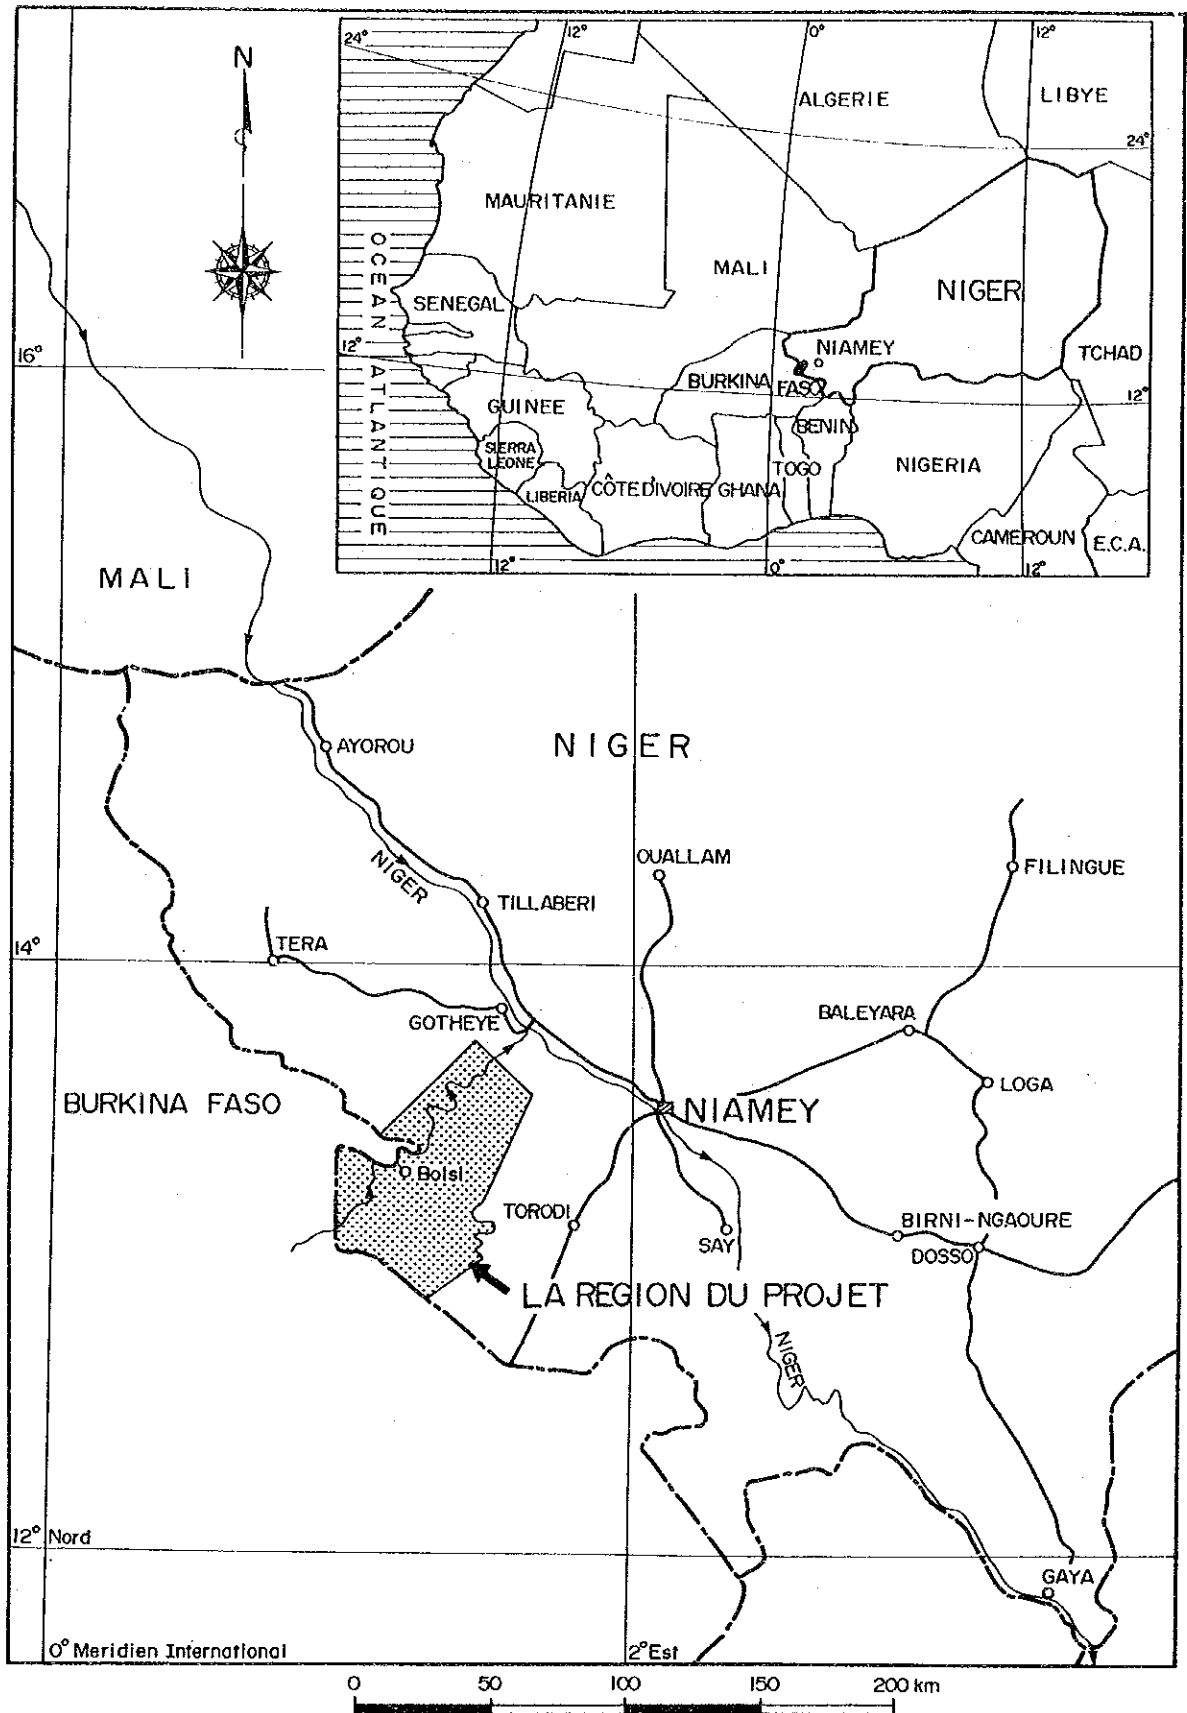 N
24°
12°
0°
12°
ALGERIE
LIBYE
24°
MAURITANIE
OCEAN ATLANTIQUE
MALI
NIGER
SENEGAL
12°
NIAMEY
TCHAD
BURKINA FASO
12°
GUINEE
BENIN
SIERRA
LEONE
NIGERIA
TOGO
LIBERIA
CÔTE D'IVOIRE
GHANA
CAMEROUN
E.C.A.
12°
0°
12°
16°
MALI
AYOROU
NIGER
NIGER
OUALLAM
FILINGUE
TILLABERI
14°
TERA
GOTHEYE
BALEYARA
LOGA
BURKINA FASO
NIAMEY
Bolsi
TORODI
SAY
BIRNI-NGAOURE
DOSSO
LA REGION DU PROJET
NIGER
12° Nord
GAYA
0° Meridien International
2° Est
0
50
100
150
200 km